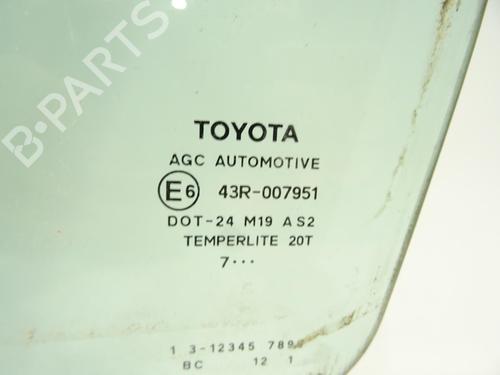 B-PARTS
TOYOTA
AGC AUTOMOTIVE
E6 43R-007951
DOT-24 M19 AS2
TEMPERLITE 20T
7···
1 3-12345 789
BC 12 1